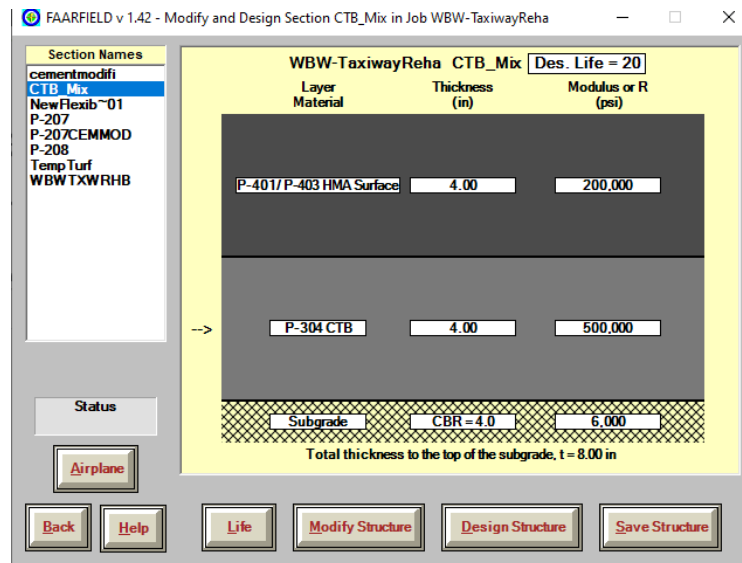 FAARFIELD v 1.42 - Modify and Design Section CTB_Mix in Job WBW-TaxiwayReha
Section Names
cementmodifi
CTB_Mix
NewFlexib~01
P-207
P-207CEMMOD
P-208
TempTurf
WBWTXWRHB
WBW-TaxiwayReha CTB_Mix Des. Life = 20
Layer Material Thickness (in) Modulus or R (psi)
P-401/ P-403 HMA Surface 4.00 200,000
--> P-304 CTB 4.00 500,000
Subgrade CBR = 4.0 6,000
Total thickness to the top of the subgrade, t = 8.00 in
Status
Airplane
Back Help Life Modify Structure Design Structure Save Structure